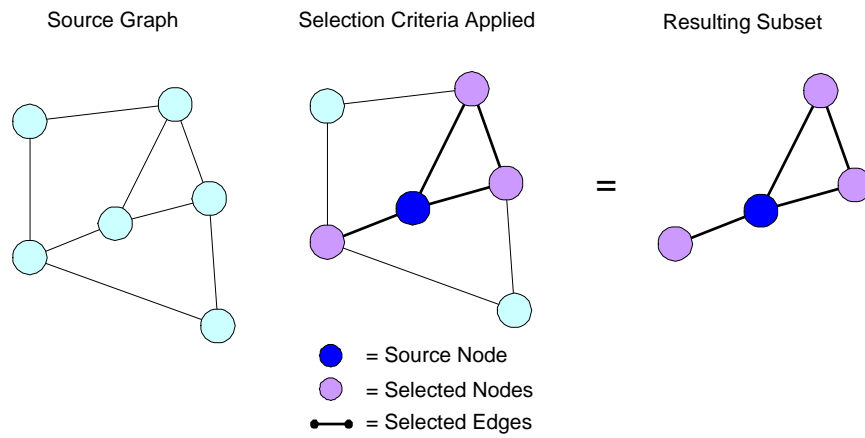 Source Graph
Selection Criteria Applied
Resulting Subset
=
= Source Node
= Selected Nodes
= Selected Edges